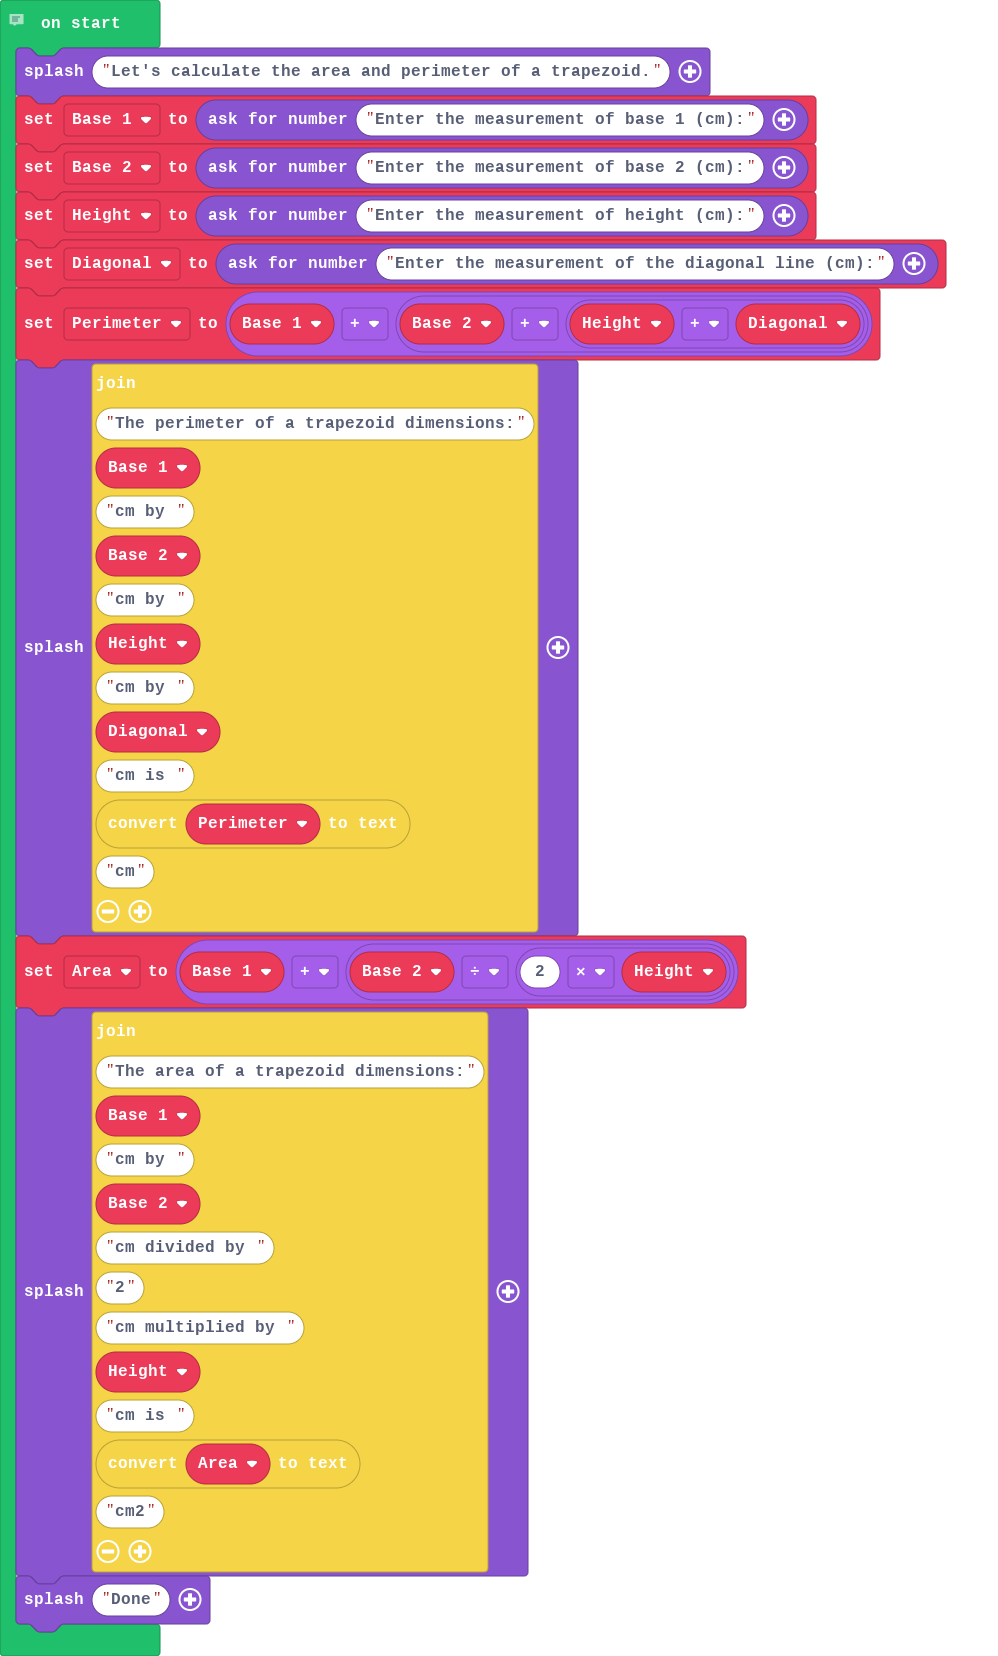 on start
splash "Let's calculate the area and perimeter of a trapezoid."
set Base 1 to ask for number "Enter the measurement of base 1 (cm):"
set Base 2 to ask for number "Enter the measurement of base 2 (cm):"
set Height to ask for number "Enter the measurement of height (cm):"
set Diagonal to ask for number "Enter the measurement of the diagonal line (cm):"
set Perimeter to Base 1 + Base 2 + Height + Diagonal
join
"The perimeter of a trapezoid dimensions:"
Base 1
"cm by "
Base 2
"cm by "
Height
splash
"cm by "
Diagonal
"cm is "
convert Perimeter to text
"cm"
set Area to Base 1 + Base 2 ÷ 2 × Height
join
"The area of a trapezoid dimensions:"
Base 1
"cm by "
Base 2
"cm divided by "
"2"
splash
"cm multiplied by "
Height
"cm is "
convert Area to text
"cm2"
splash "Done"